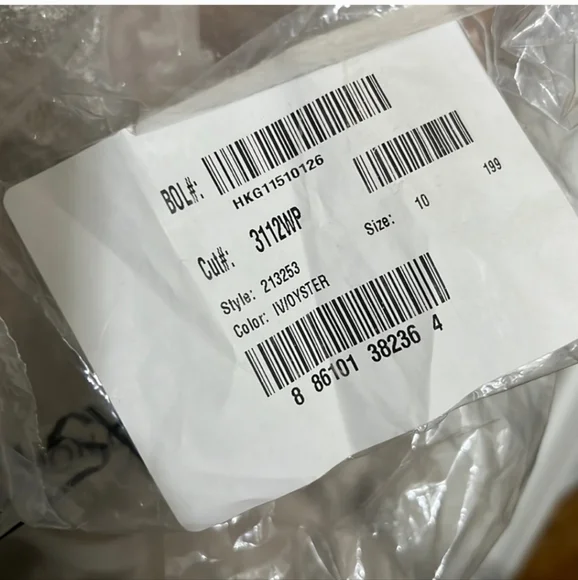 BOL#:
HKG11510126
199
Cut#: 3112WP
Size: 10
Style: 213253
Color: IV/OYSTER
8 86101 38236 4